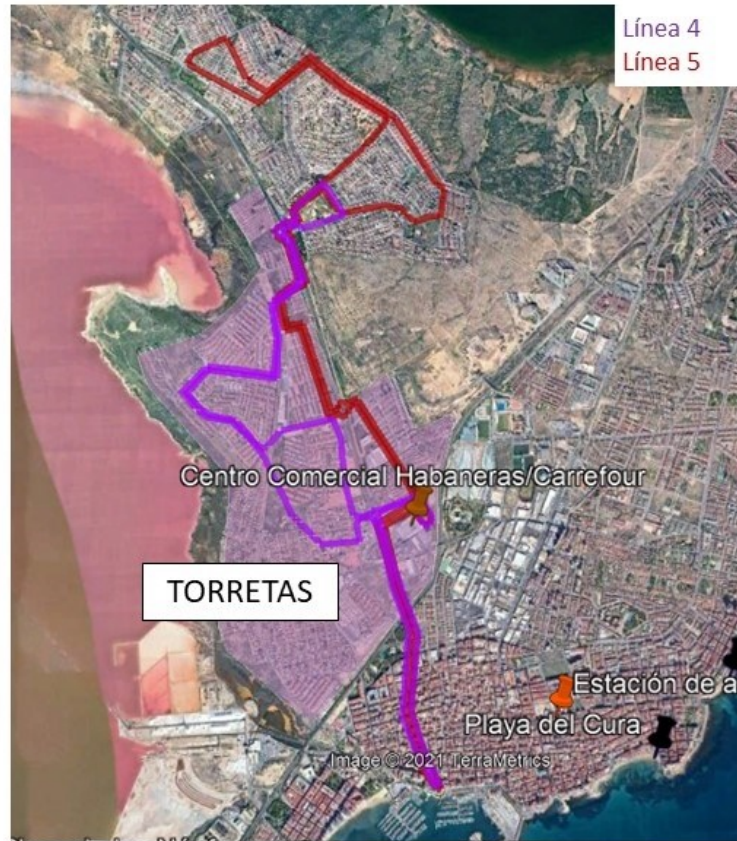 Línea 4
Línea 5
Centro Comercial Habaneras/Carrefour
TORRETAS
Estación de a
Playa del Cura
Image © 2021 TerraMetrics